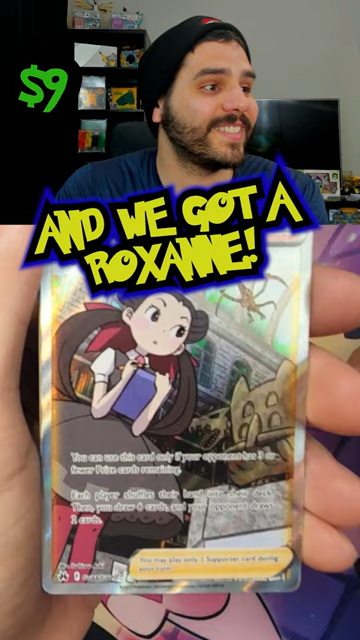 $9
AND WE GOT A
ROXANNE!
You can use this card only if your opponent has 3 or
fewer Prize cards remaining.
Each player shuffles their hand into their deck.
Then, you draw 6 cards, and your opponent draws
2 cards.
You may play only 1 Supporter card during
your turn.